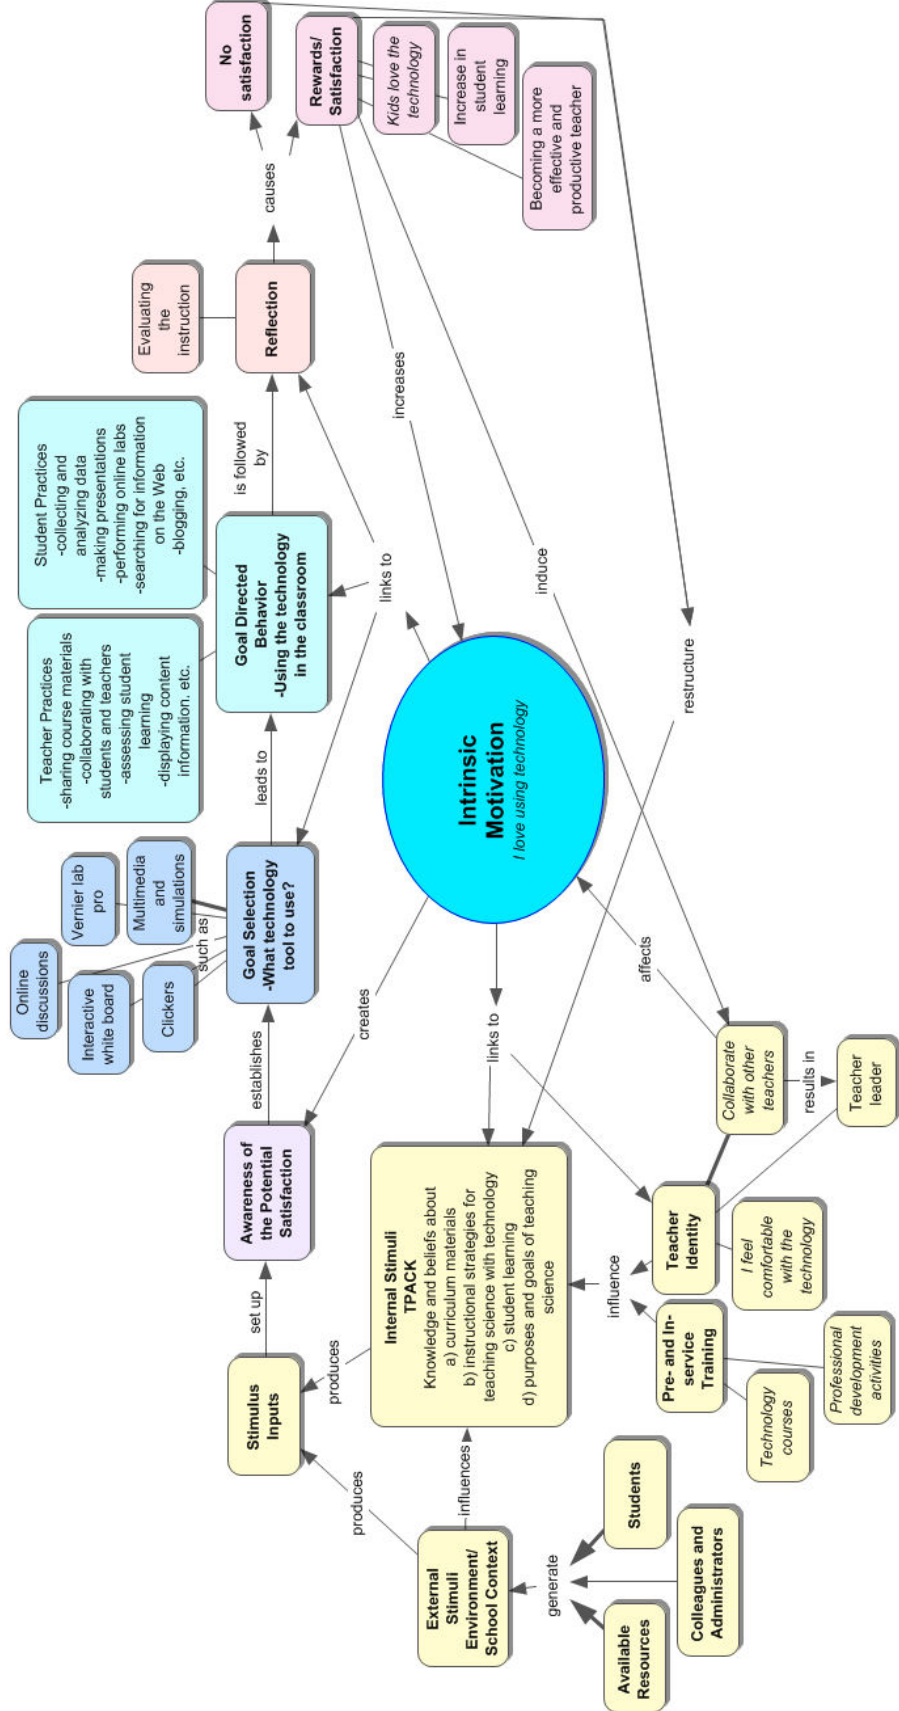 Online
discussions
Interactive
white board
Clickers
Vernier lab
pro
Multimedia
and
simulations
such as
Teacher Practices
-sharing course materials
-collaborating with
students and teachers
-assessing student
learning
-displaying content
information. etc.
Student Practices
-collecting and
analyzing data
-making presentations
-performing online labs
-searching for information
on the Web
-blogging, etc.
Evaluating
the
instruction
Stimulus
Inputs
set up
Awareness of
the Potential
Satisfaction
establishes
Goal Selection
-What technology
tool to use?
leads to
Goal Directed
Behavior
-Using the technology
in the classroom
is followed
by
Reflection
causes
No
satisfaction
Rewards/
Satisfaction
Kids love the
technology
Increase in
student
learning
Becoming a more
effective and
productive teacher
produces
produces
creates
links to
increases
External
Stimuli
Environment/
School Context
influences
Internal Stimuli
TPACK
Knowledge and beliefs about
a) curriculum materials
b) instructional strategies for
teaching science with technology
c) student learning
d) purposes and goals of teaching
science
links to
Intrinsic
Motivation
I love using technology
induce
generate
influence
affects
restructure
Available
Resources
Colleagues and
Administrators
Students
Pre- and In-
service
Training
Technology
courses
Professional
development
activities
Teacher
Identity
I feel
comfortable
with the
technology
Collaborate
with other
teachers
results in
Teacher
leader